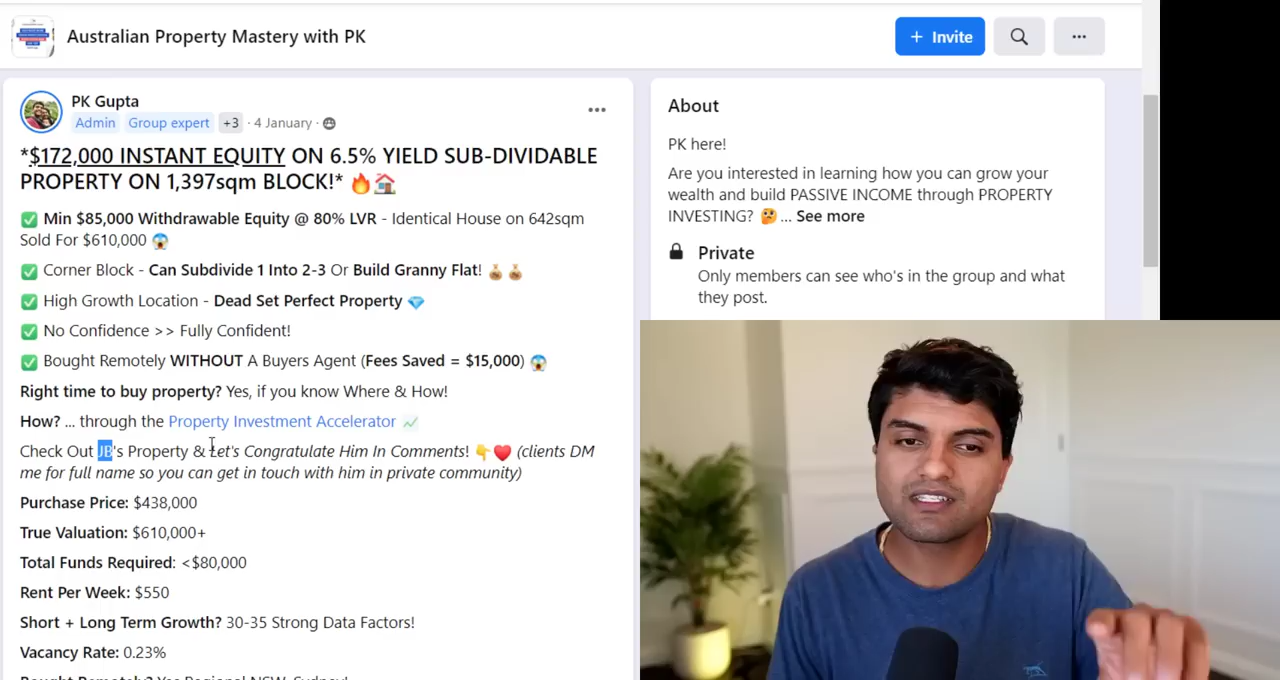 Australian Property Mastery with PK
+ Invite
PK Gupta
Admin Group expert +3 · 4 January ·
*$172,000 INSTANT EQUITY ON 6.5% YIELD SUB-DIVIDABLE
PROPERTY ON 1,397sqm BLOCK!* 🔥🏠
✅ Min $85,000 Withdrawable Equity @ 80% LVR - Identical House on 642sqm
Sold For $610,000 😱
✅ Corner Block - Can Subdivide 1 Into 2-3 Or Build Granny Flat! 💰💰
✅ High Growth Location - Dead Set Perfect Property 💎
✅ No Confidence >> Fully Confident!
✅ Bought Remotely WITHOUT A Buyers Agent (Fees Saved = $15,000) 😱
Right time to buy property? Yes, if you know Where & How!
How? ... through the Property Investment Accelerator 📈
Check Out JB's Property & Let's Congratulate Him In Comments! 👇❤️ (clients DM
me for full name so you can get in touch with him in private community)
Purchase Price: $438,000
True Valuation: $610,000+
Total Funds Required: <$80,000
Rent Per Week: $550
Short + Long Term Growth? 30-35 Strong Data Factors!
Vacancy Rate: 0.23%
Bought Remotely? Yes Regional NSW, Sydney!
About
PK here!
Are you interested in learning how you can grow your
wealth and build PASSIVE INCOME through PROPERTY
INVESTING? 🤔 ... See more
Private
Only members can see who's in the group and what
they post.